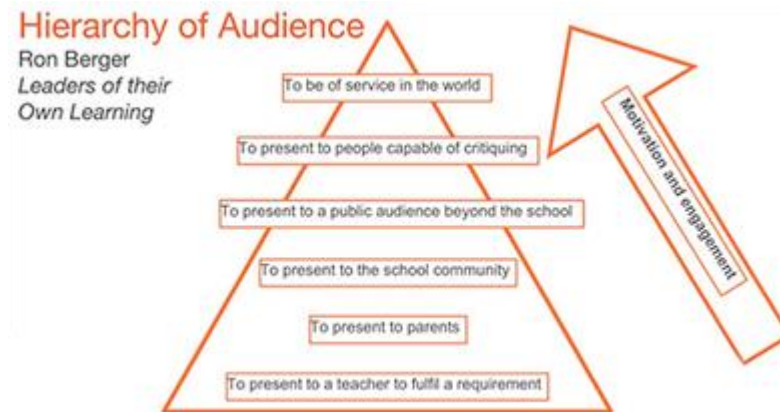 Hierarchy of Audience
Ron Berger
Leaders of their
Own Learning
To be of service in the world
To present to people capable of critiquing
To present to a public audience beyond the school
To present to the school community
To present to parents
To present to a teacher to fulfil a requirement
Motivation and engagement